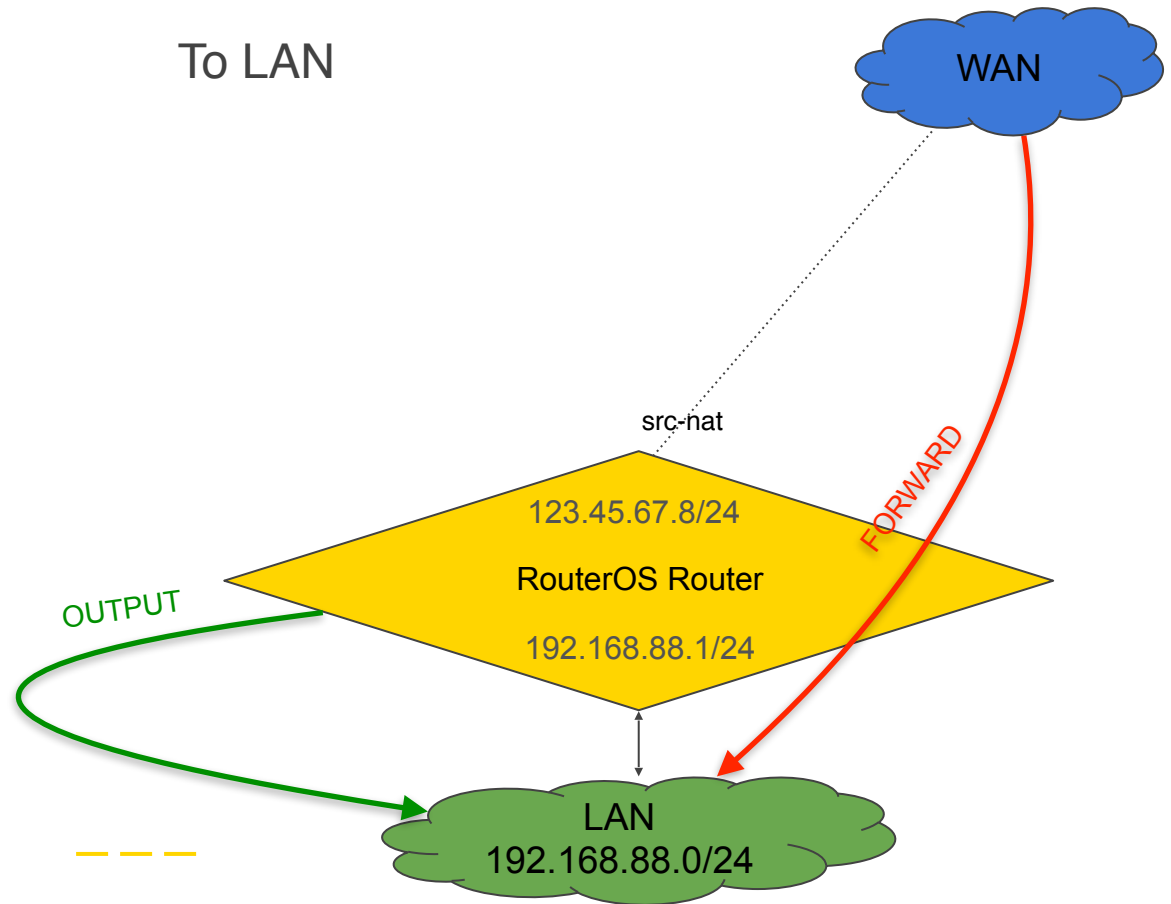 To LAN
WAN
src-nat
FORWARD
123.45.67.8/24
RouterOS Router
OUTPUT
192.168.88.1/24
LAN
192.168.88.0/24